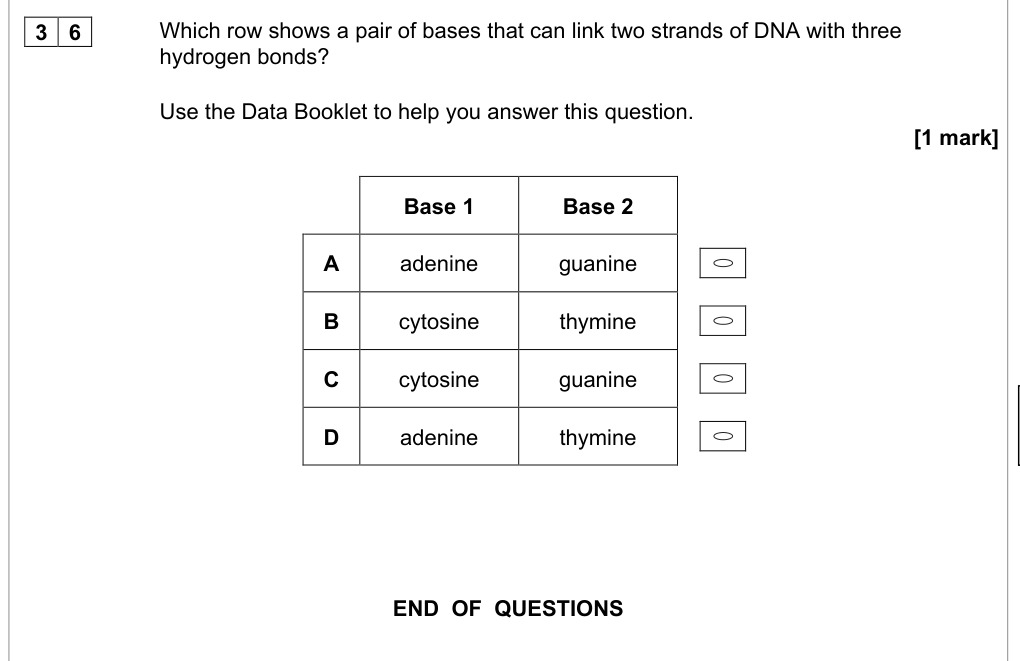 3 6 Which row shows a pair of bases that can link two strands of DNA with three
hydrogen bonds?
Use the Data Booklet to help you answer this question.
[1 mark]
Base 1 Base 2
A adenine guanine
B cytosine thymine
C cytosine guanine
D adenine thymine
END OF QUESTIONS